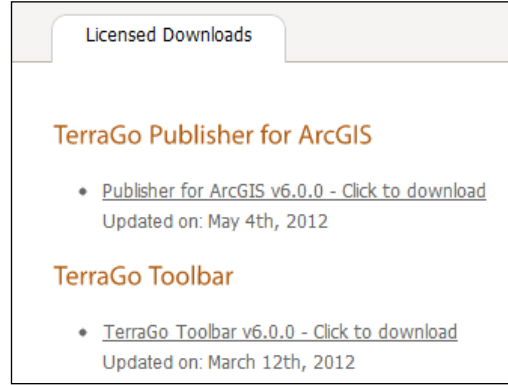 Licensed Downloads
TerraGo Publisher for ArcGIS
Publisher for ArcGIS v6.0.0 - Click to download
Updated on: May 4th, 2012
TerraGo Toolbar
TerraGo Toolbar v6.0.0 - Click to download
Updated on: March 12th, 2012